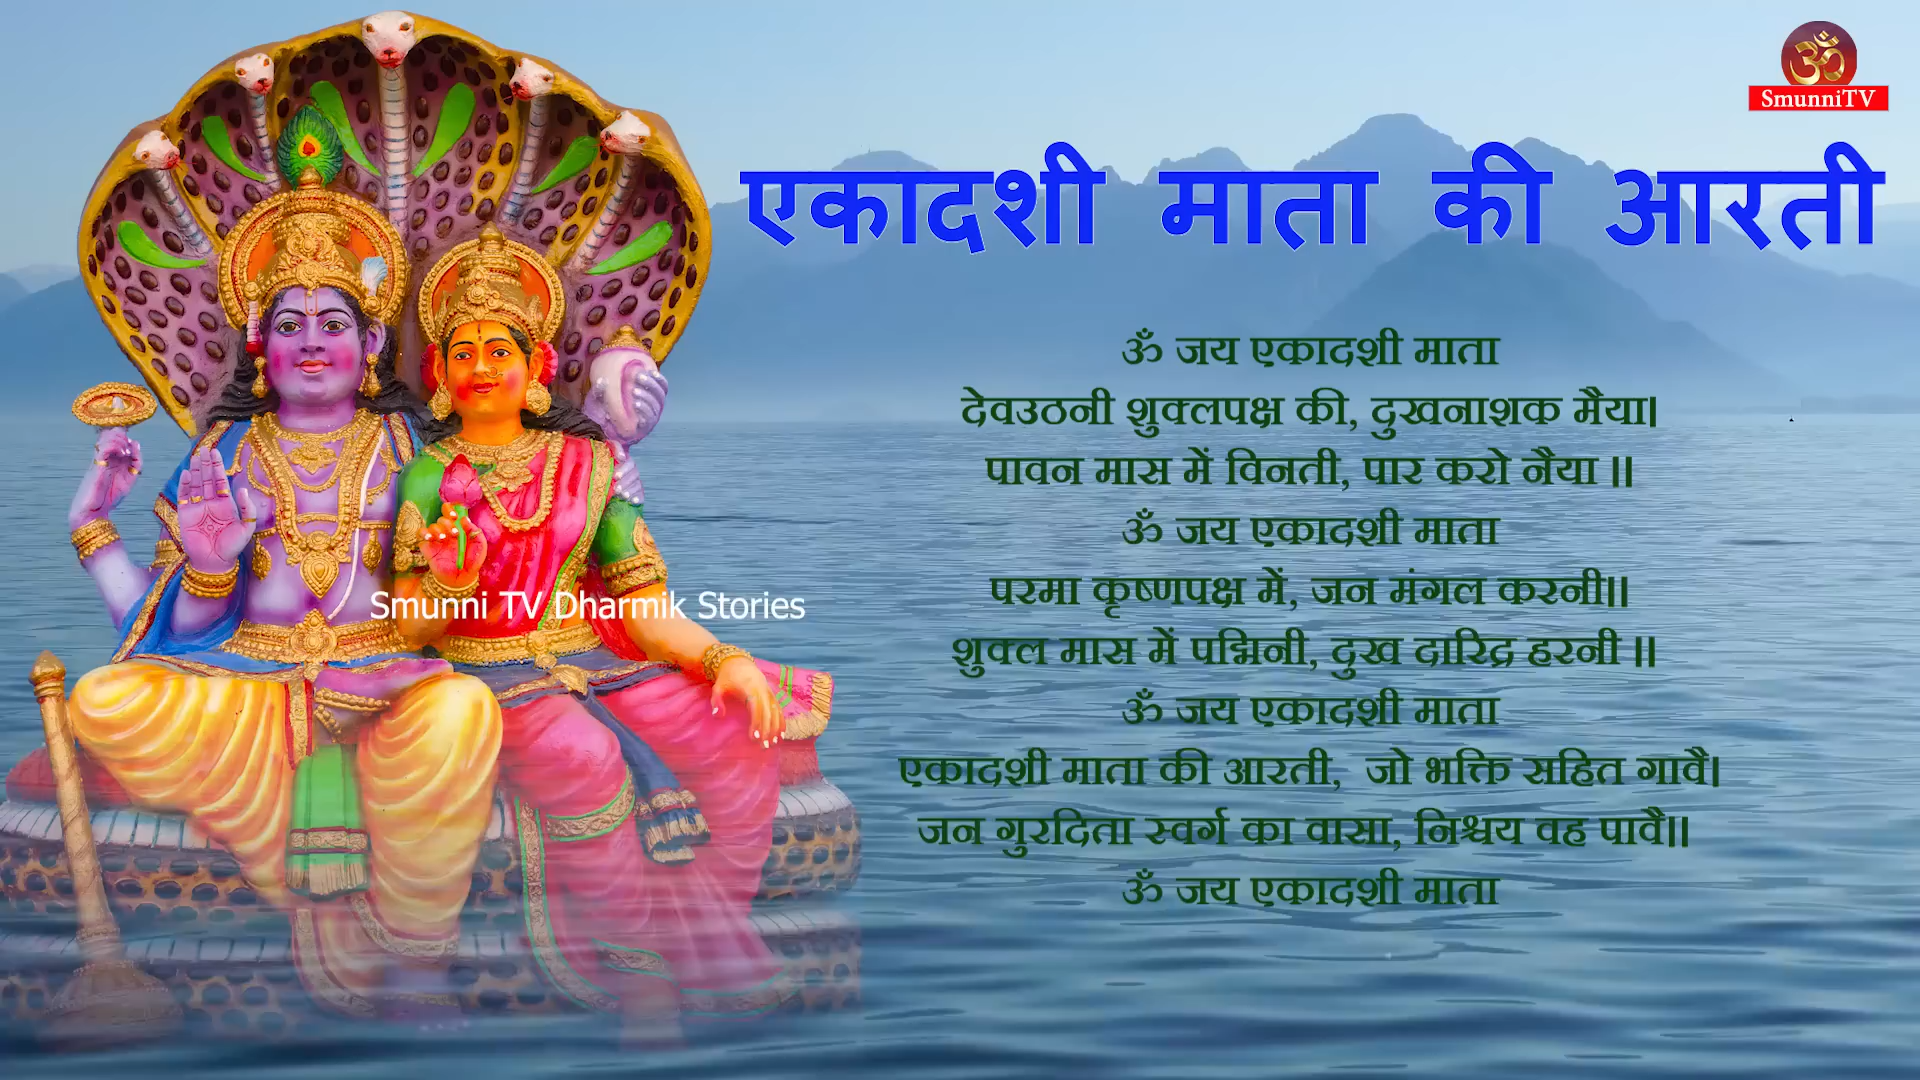 ॐ
SmunniTV
एकादशी माता की आरती
ॐ जय एकादशी माता
देवउठनी शुक्लपक्ष की, दुखनाशक मैया।
पावन मास में विनती, पार करो नैया ।।
ॐ जय एकादशी माता
परमा कृष्णपक्ष में, जन मंगल करनी।।
शुक्ल मास में पद्मिनी, दुख दारिद्र हरनी ।।
ॐ जय एकादशी माता
एकादशी माता की आरती, जो भक्ति सहित गावै।
जन गुरदिता स्वर्ग का वासा, निश्चय वह पावै।।
ॐ जय एकादशी माता
Smunni TV Dharmik Stories